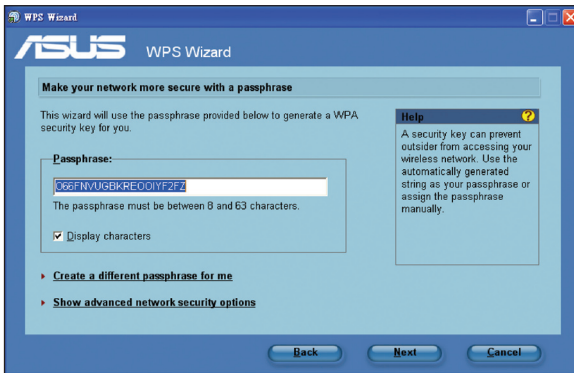 WPS Wizard
ASUS WPS Wizard
Make your network more secure with a passphrase
This wizard will use the passphrase provided below to generate a WPA
security key for you.
Passphrase:
O66FNVUGBKREOOIYF2FZ
The passphrase must be between 8 and 63 characters.
Display characters
Create a different passphrase for me
Show advanced network security options
Help ?
A security key can prevent
outsider from accessing your
wireless network. Use the
automatically generated
string as your passphrase or
assign the passphrase
manually.
Back Next Cancel